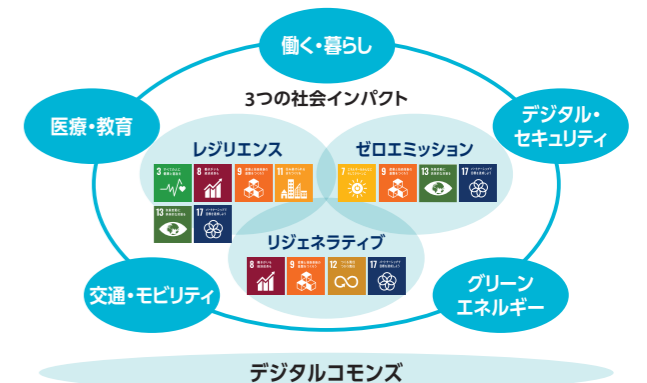 働く・暮らし
3つの社会インパクト
医療・教育
デジタル・
セキュリティ
レジリエンス
ゼロエミッション
3
8
9
11
7
9
13
17
13
17
リジェネラティブ
8
9
12
17
交通・モビリティ
グリーン
エネルギー
デジタルコモンズ